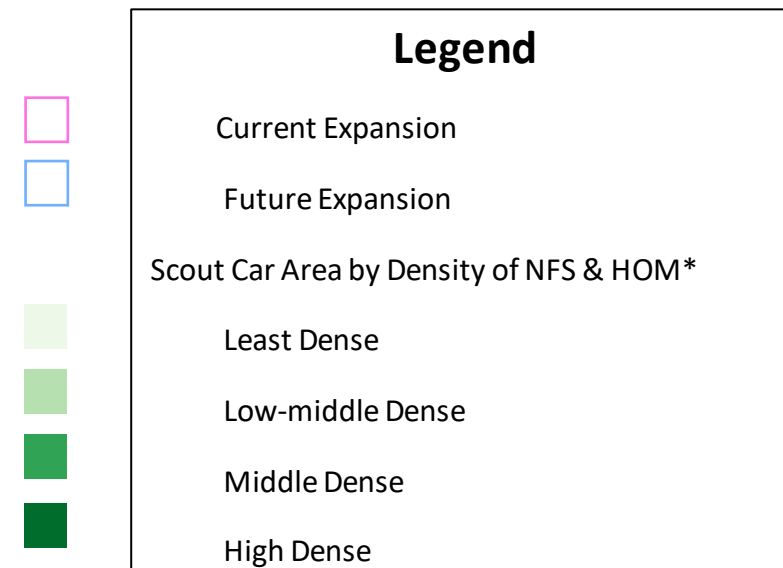 Legend
Current Expansion
Future Expansion
Scout Car Area by Density of NFS & HOM*
Least Dense
Low-middle Dense
Middle Dense
High Dense